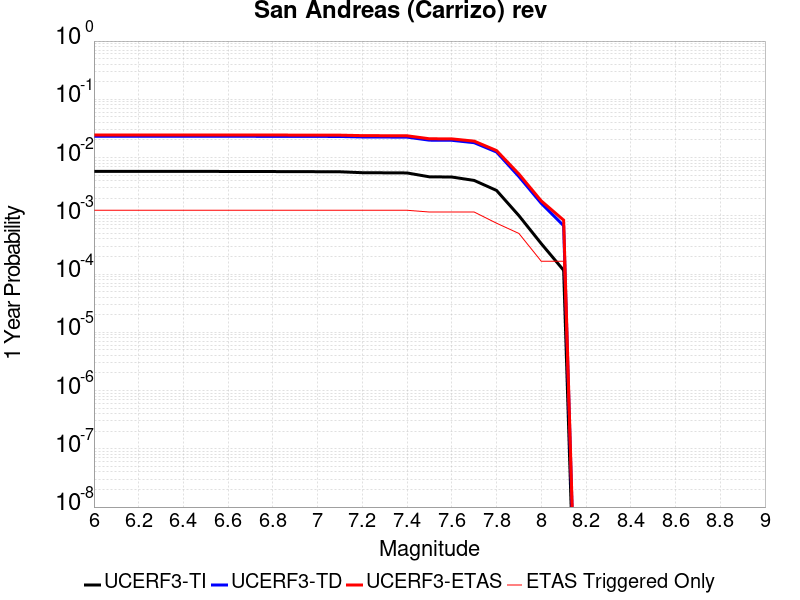 San Andreas (Carrizo) rev
10^0
10^-1
10^-2
10^-3
10^-4
10^-5
10^-6
10^-7
10^-8
1 Year Probability
6 6.2 6.4 6.6 6.8 7 7.2 7.4 7.6 7.8 8 8.2 8.4 8.6 8.8 9
Magnitude
UCERF3-TI UCERF3-TD UCERF3-ETAS ETAS Triggered Only